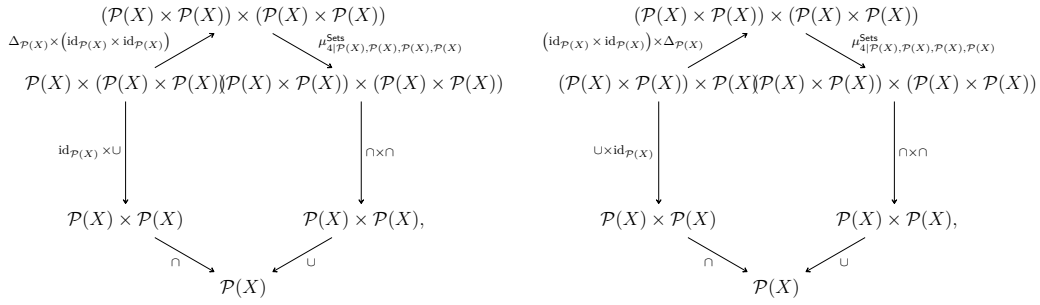 (𝒫(X) × 𝒫(X)) × (𝒫(X) × 𝒫(X))
Δ_{𝒫(X)} × (id_{𝒫(X)} × id_{𝒫(X)})
μ^{Sets}_{4|𝒫(X),𝒫(X),𝒫(X),𝒫(X)}
𝒫(X) × (𝒫(X) × 𝒫(X))
(𝒫(X) × 𝒫(X)) × (𝒫(X) × 𝒫(X))
id_{𝒫(X)} × ∪
∩×∩
𝒫(X) × 𝒫(X)
𝒫(X) × 𝒫(X),
∩
∪
𝒫(X)
(𝒫(X) × 𝒫(X)) × (𝒫(X) × 𝒫(X))
(id_{𝒫(X)} × id_{𝒫(X)}) × Δ_{𝒫(X)}
μ^{Sets}_{4|𝒫(X),𝒫(X),𝒫(X),𝒫(X)}
(𝒫(X) × 𝒫(X)) × 𝒫(X)
(𝒫(X) × 𝒫(X)) × (𝒫(X) × 𝒫(X))
∪×id_{𝒫(X)}
∩×∩
𝒫(X) × 𝒫(X)
𝒫(X) × 𝒫(X),
∩
∪
𝒫(X)